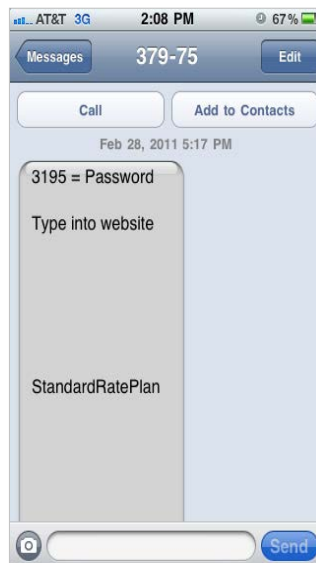 AT&T 3G 2:08 PM 67%
Messages 379-75 Edit
Call Add to Contacts
Feb 28, 2011 5:17 PM
3195 = Password
Type into website
StandardRatePlan
Send